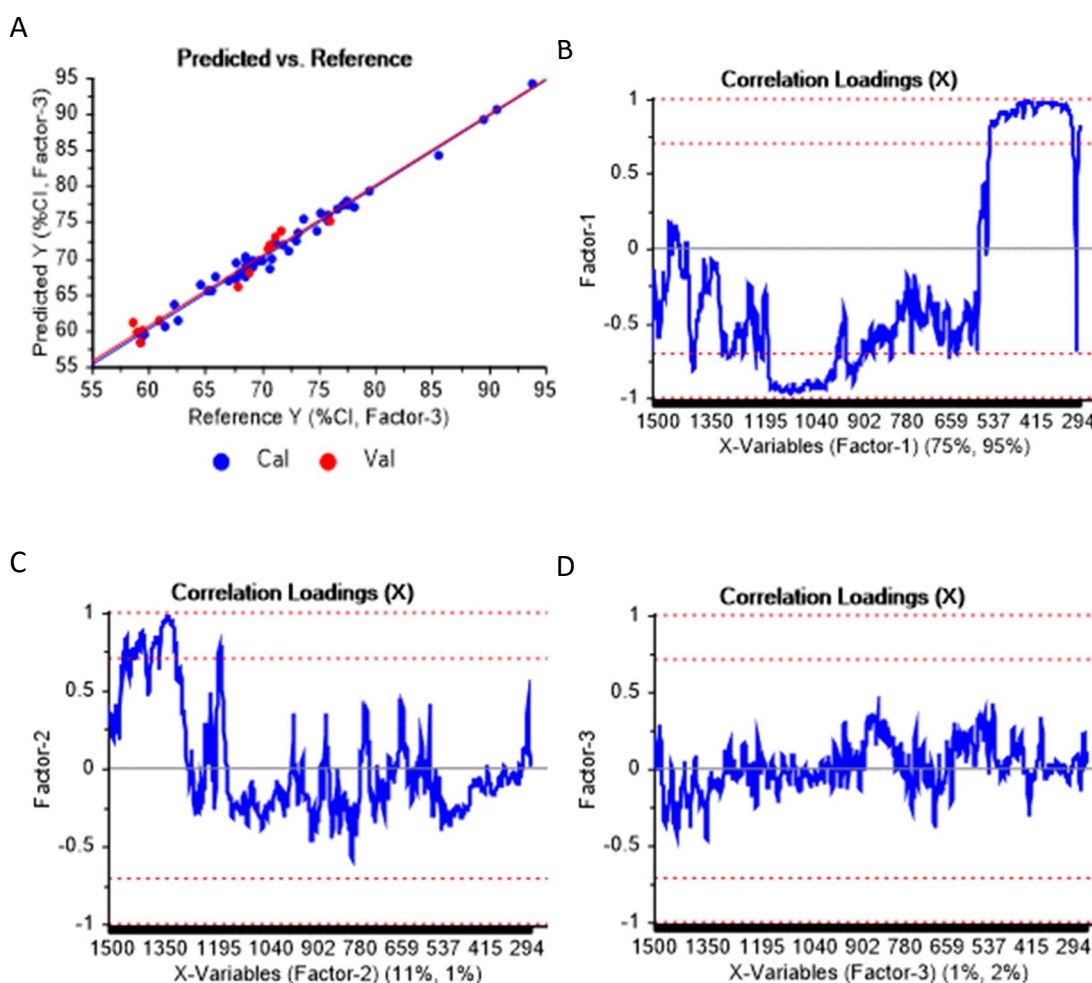 A
Predicted vs. Reference
Predicted Y (%CI, Factor-3)
95
90
85
80
75
70
65
60
55
55 60 65 70 75 80 85 90 95
Reference Y (%CI, Factor-3)
Cal Val
B
Correlation Loadings (X)
Factor-1
1
0.5
0
-0.5
-1
1500 1350 1195 1040 902 780 659 537 415 294
X-Variables (Factor-1) (75%, 95%)
C
Correlation Loadings (X)
Factor-2
1
0.5
0
-0.5
-1
1500 1350 1195 1040 902 780 659 537 415 294
X-Variables (Factor-2) (11%, 1%)
D
Correlation Loadings (X)
Factor-3
1
0.5
0
-0.5
-1
1500 1350 1195 1040 902 780 659 537 415 294
X-Variables (Factor-3) (1%, 2%)